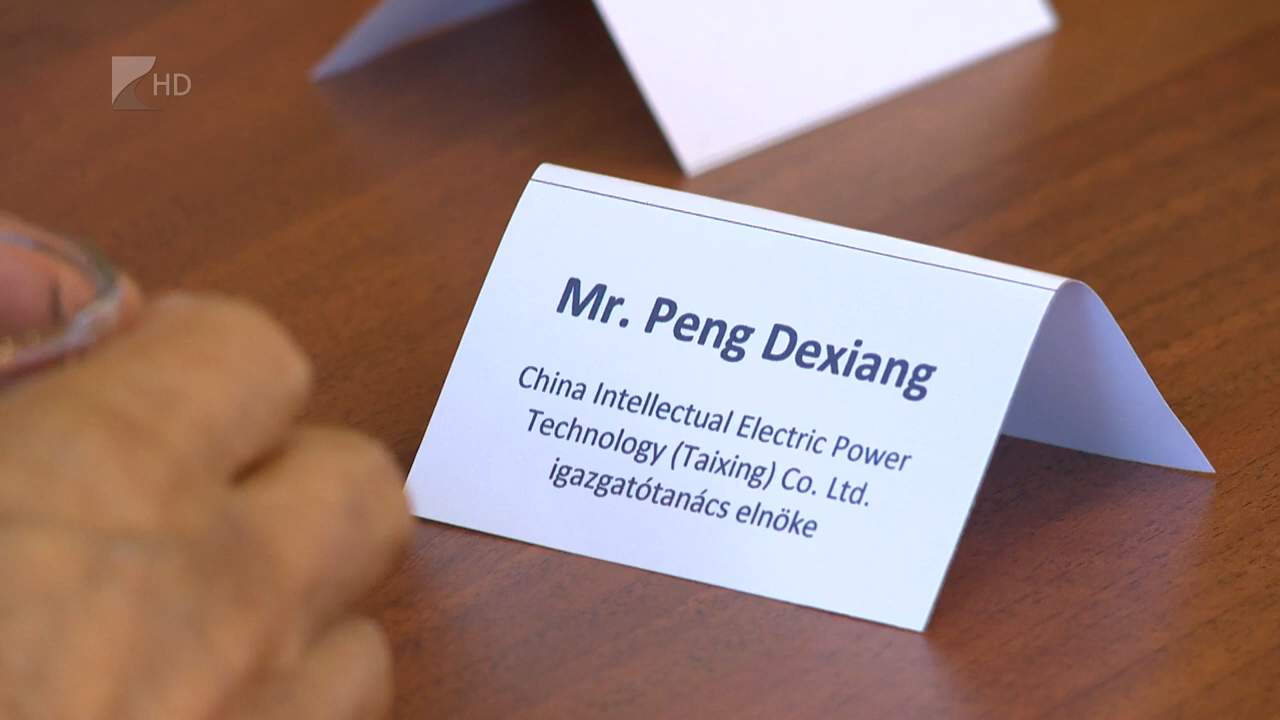 HD
Mr. Peng Dexiang
China Intellectual Electric Power
Technology (Taixing) Co. Ltd.
igazgatótanács elnöke